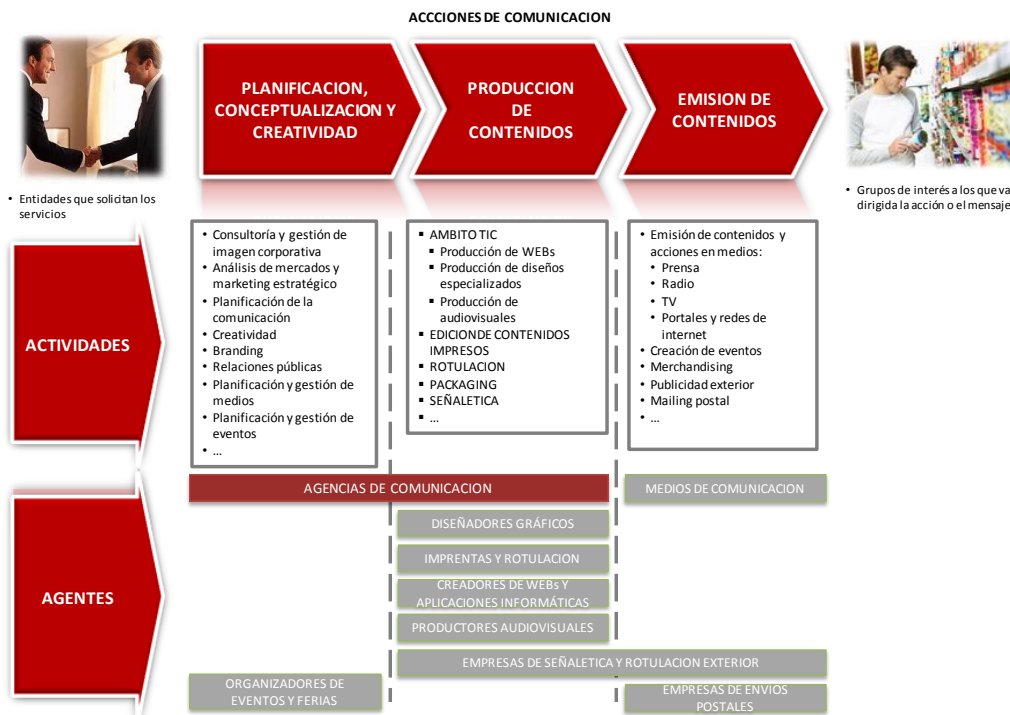 ACCCIONES DE COMUNICACION
PLANIFICACION,
CONCEPTUALIZACION Y
CREATIVIDAD
PRODUCCION
DE
CONTENIDOS
EMISION DE
CONTENIDOS
• Entidades que solicitan los
servicios
• Grupos de interés a los que va
dirigida la acción o el mensaje
ACTIVIDADES
• Consultoría y gestión de
imagen corporativa
• Análisis de mercados y
marketing estratégico
• Planificación de la
comunicación
• Creatividad
• Branding
• Relaciones públicas
• Planificación y gestión de
medios
• Planificación y gestión de
eventos
• ...
▪ AMBITO TIC
▪ Producción de WEBs
▪ Producción de diseños
especializados
▪ Producción de
audiovisuales
▪ EDICIONDE CONTENIDOS
IMPRESOS
▪ ROTULACION
▪ PACKAGING
▪ SEÑALETICA
▪ ...
• Emisión de contenidos y
acciones en medios:
• Prensa
• Radio
• TV
• Portales y redes de
internet
• Creación de eventos
• Merchandising
• Publicidad exterior
• Mailing postal
• ...
AGENTES
AGENCIAS DE COMUNICACION
MEDIOS DE COMUNICACION
DISEÑADORES GRÁFICOS
IMPRENTAS Y ROTULACION
CREADORES DE WEBs Y
APLICACIONES INFORMÁTICAS
PRODUCTORES AUDIOVISUALES
EMPRESAS DE SEÑALETICA Y ROTULACION EXTERIOR
ORGANIZADORES DE
EVENTOS Y FERIAS
EMPRESAS DE ENVIOS
POSTALES